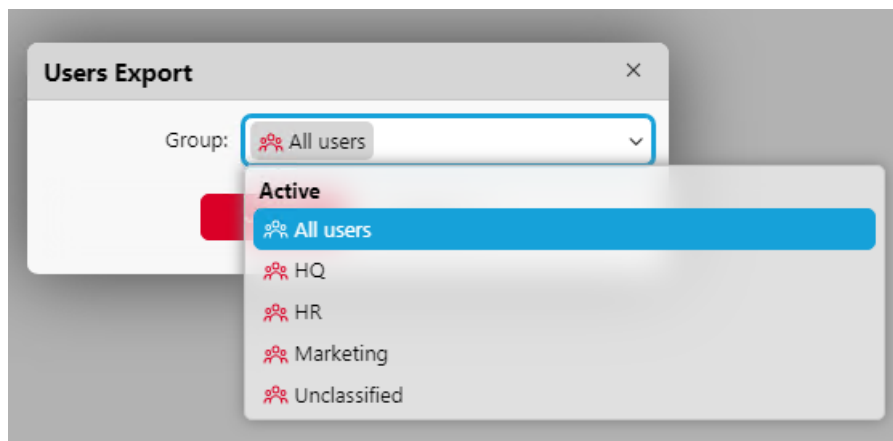 Users Export
Group: All users
Active
All users
HQ
HR
Marketing
Unclassified